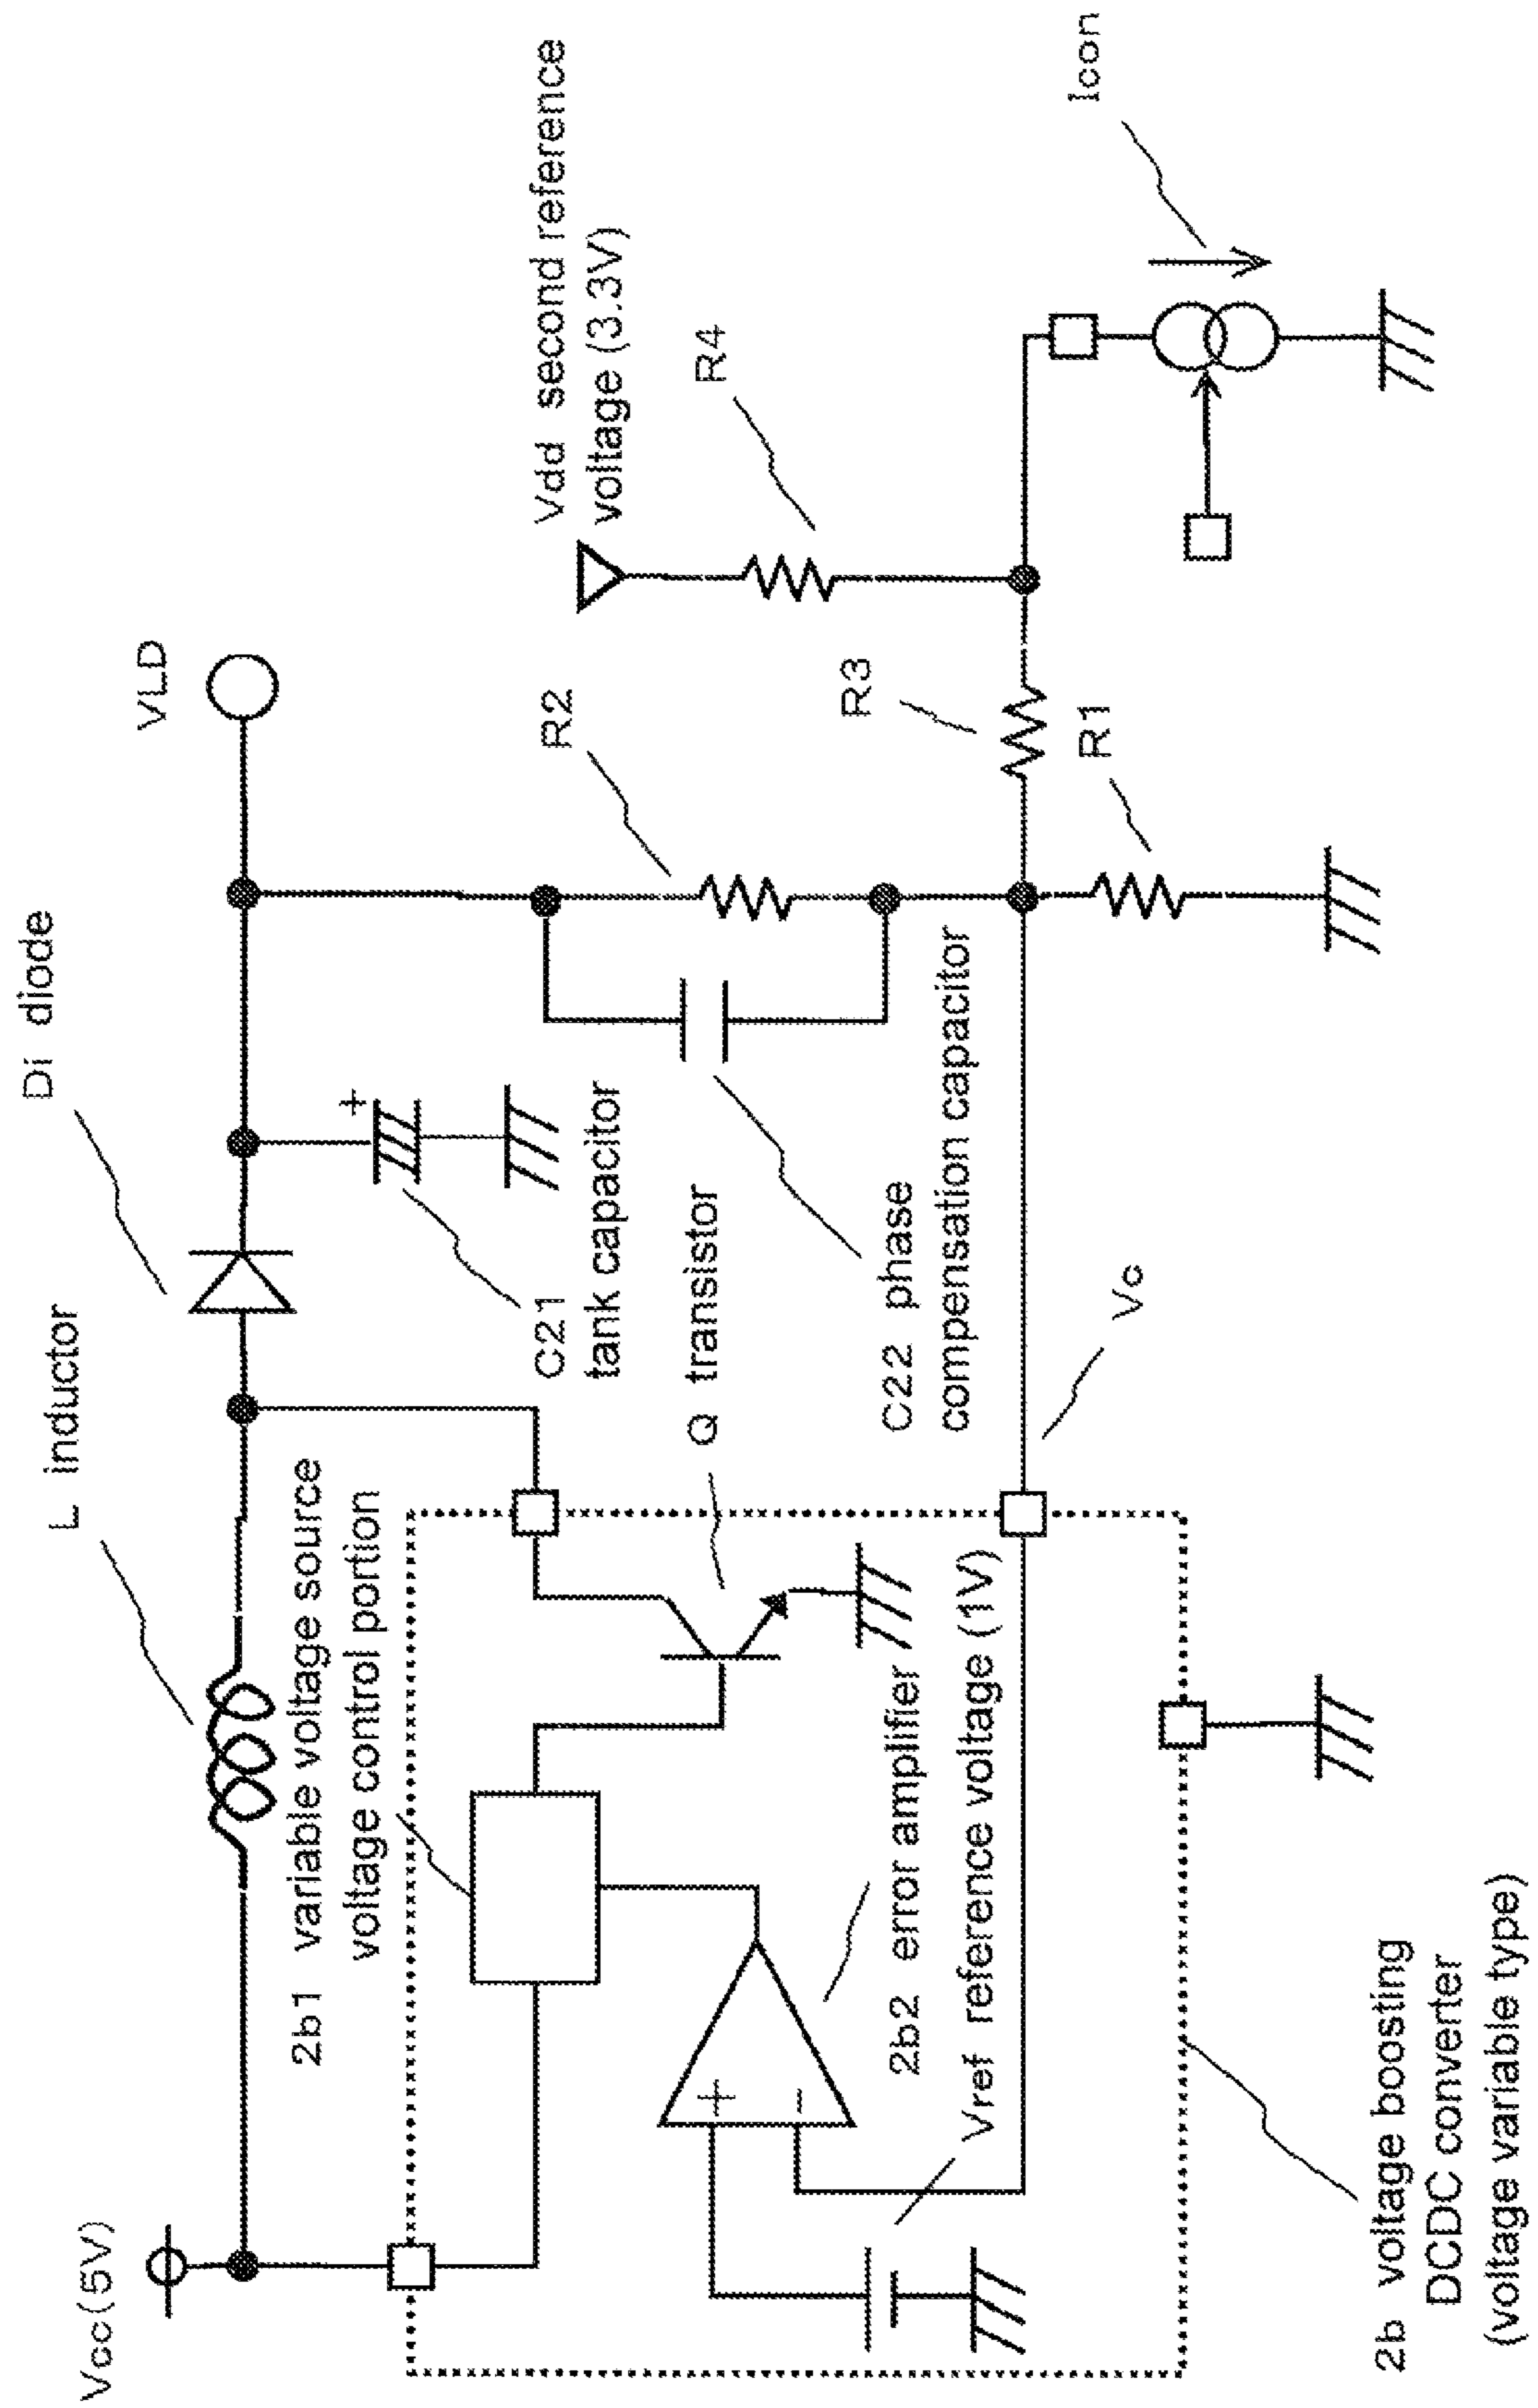 Vcc(5V)
L inductor
Di diode
VLD
2b1 variable voltage source
voltage control portion
+
C21
tank capacitor
Q transistor
R2
Vdd second reference
voltage (3.3V)
R4
+
-
2b2 error amplifier
Vref reference voltage (1V)
C22 phase
compensation capacitor
R3
R1
Vc
Icon
2b voltage boosting
DCDC converter
(voltage variable type)